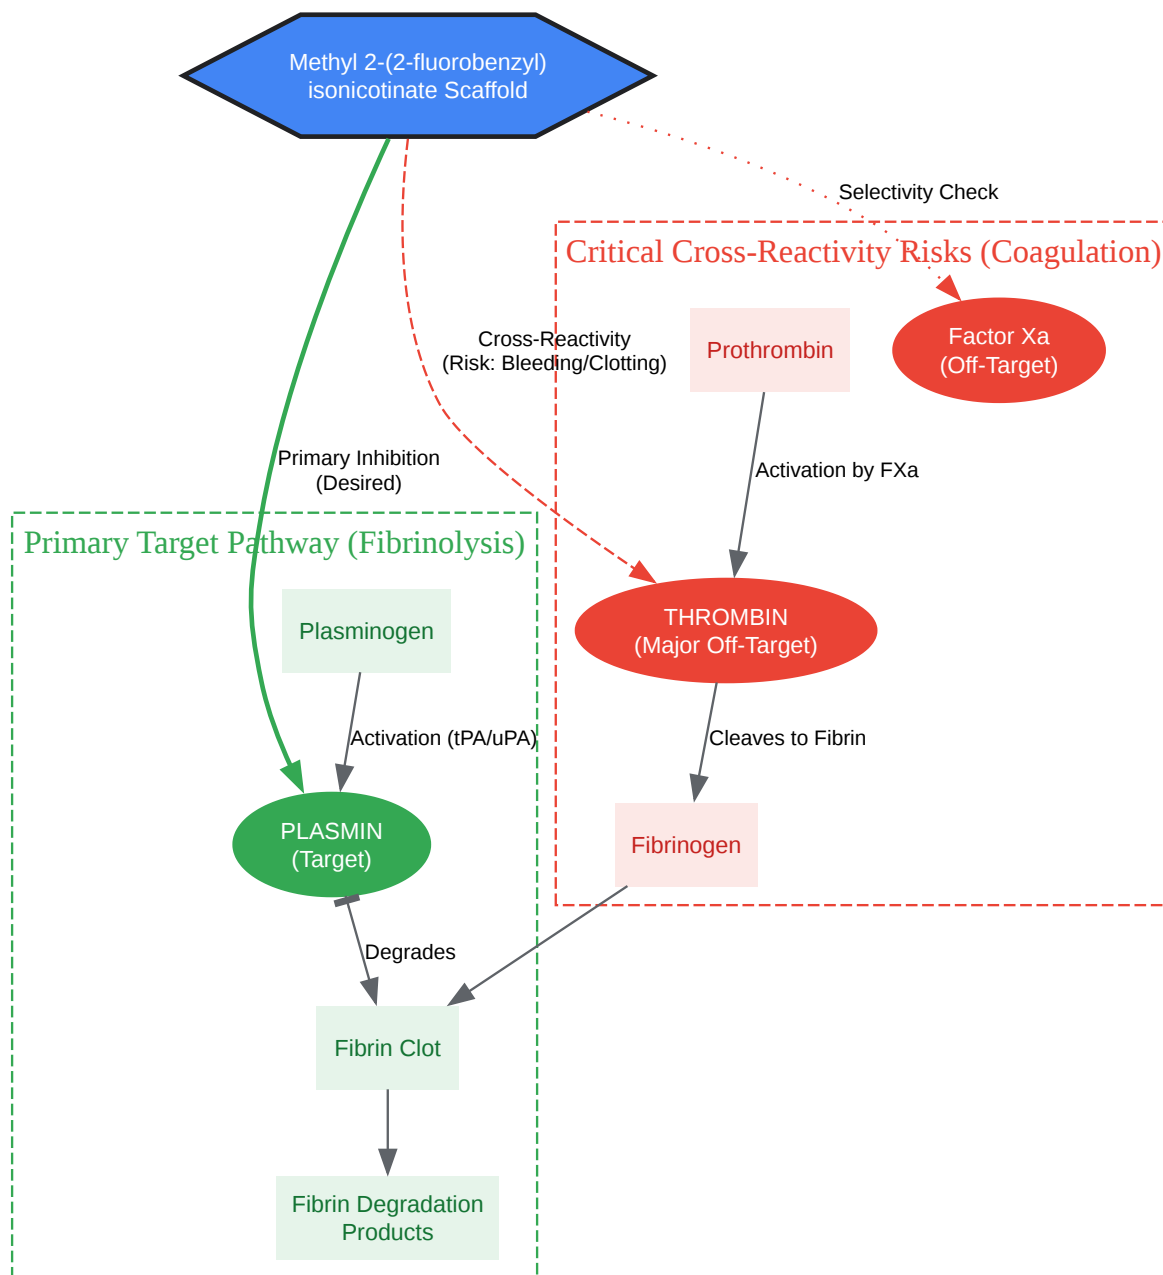 Methyl 2-(2-fluorobenzyl)
isonicotinate Scaffold
Selectivity Check
Critical Cross-Reactivity Risks (Coagulation)
Cross-Reactivity
(Risk: Bleeding/Clotting)
Prothrombin
Factor Xa
(Off-Target)
Primary Inhibition
(Desired)
Activation by FXa
Primary Target Pathway (Fibrinolysis)
Plasminogen
THROMBIN
(Major Off-Target)
Activation (tPA/uPA)
Cleaves to Fibrin
PLASMIN
(Target)
Fibrinogen
Degrades
Fibrin Clot
Fibrin Degradation
Products